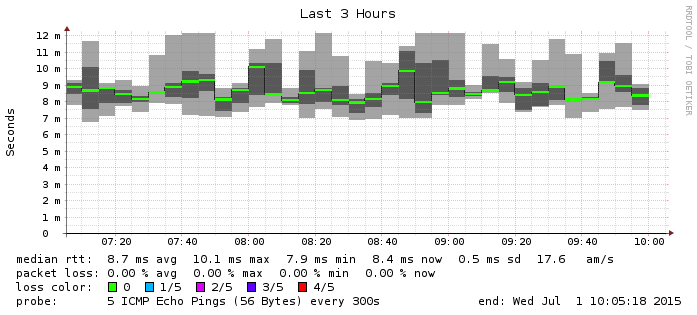 Last 3 Hours
RRDTOOL / TOBI OETIKER
Seconds
12 m
11 m
10 m
9 m
8 m
7 m
6 m
5 m
4 m
3 m
2 m
1 m
0
07:20 07:40 08:00 08:20 08:40 09:00 09:20 09:40 10:00
median rtt: 8.7 ms avg 10.1 ms max 7.9 ms min 8.4 ms now 0.5 ms sd 17.6 am/s
packet loss: 0.00 % avg 0.00 % max 0.00 % min 0.00 % now
loss color: 0 1/5 2/5 3/5 4/5
probe: 5 ICMP Echo Pings (56 Bytes) every 300s end: Wed Jul 1 10:05:18 2015